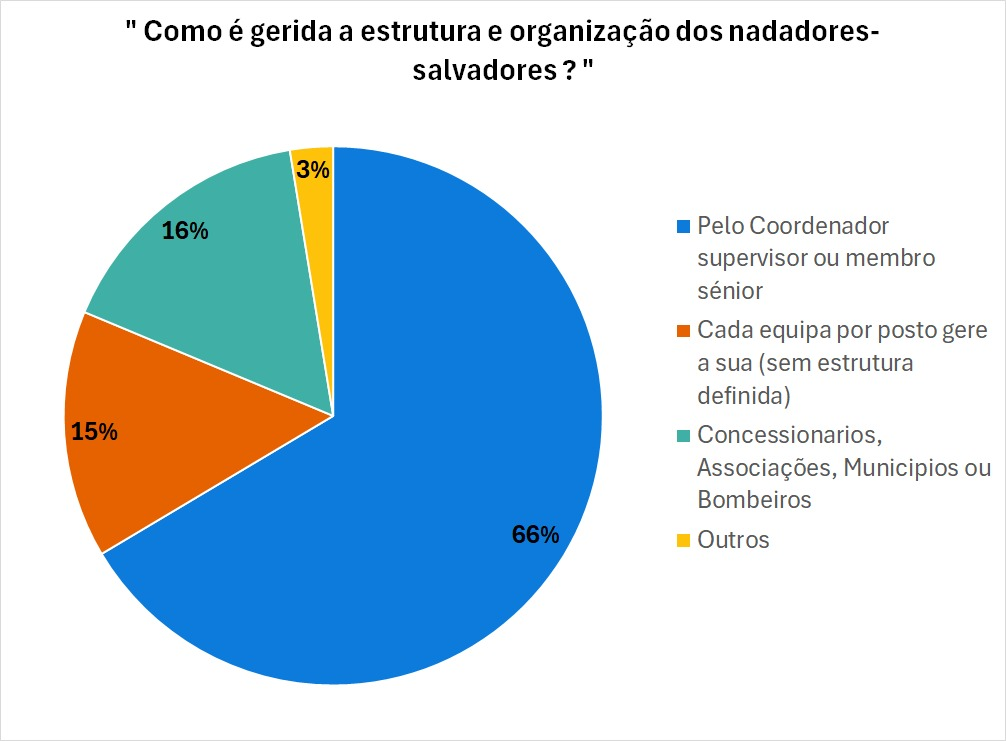 " Como é gerida a estrutura e organização dos nadadores-
salvadores ? "
3%
16%
15%
66%
Pelo Coordenador
supervisor ou membro
sénior
Cada equipa por posto gere
a sua (sem estrutura
definida)
Concessionarios,
Associações, Municipios ou
Bombeiros
Outros